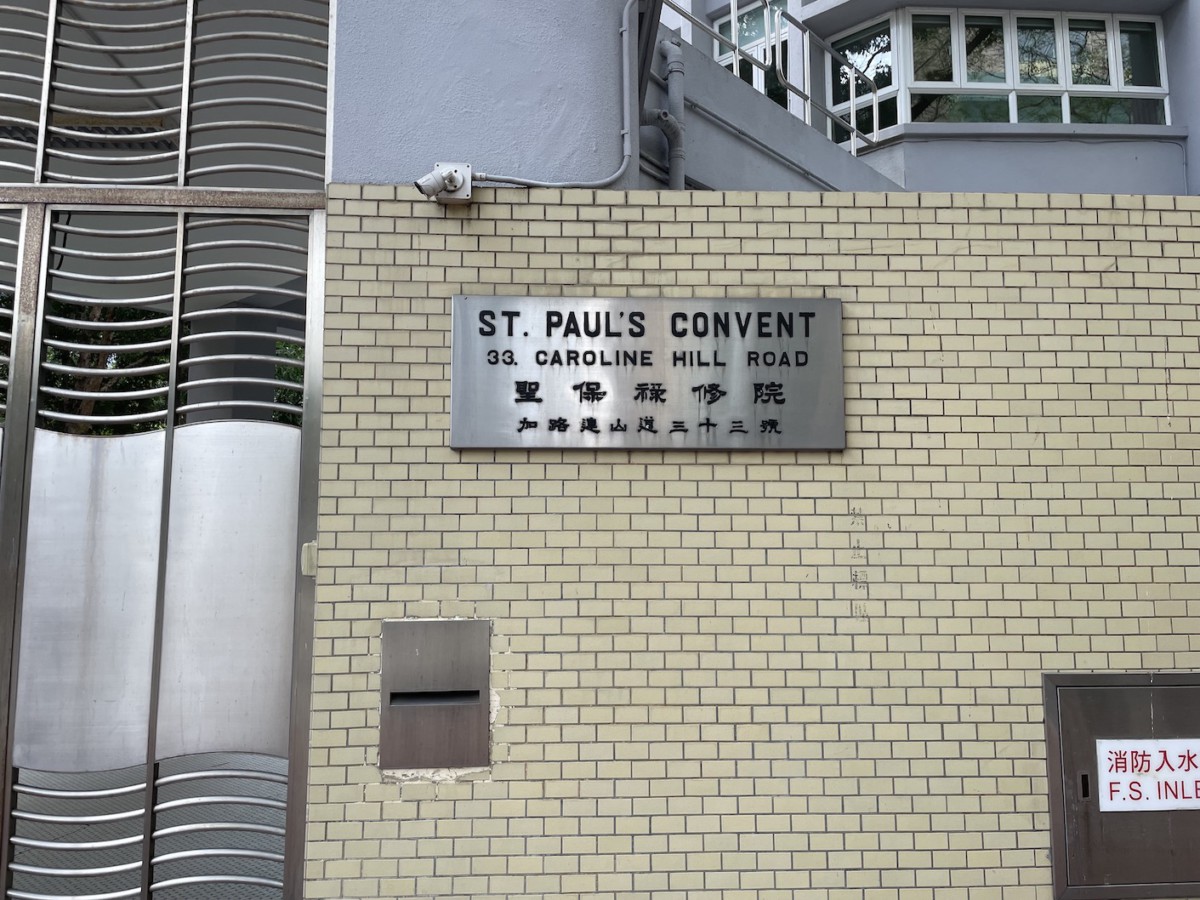 ST. PAUL'S CONVENT
33. CAROLINE HILL ROAD
聖保祿修院
加路連山道三十三號
消防入水
F.S. INLE